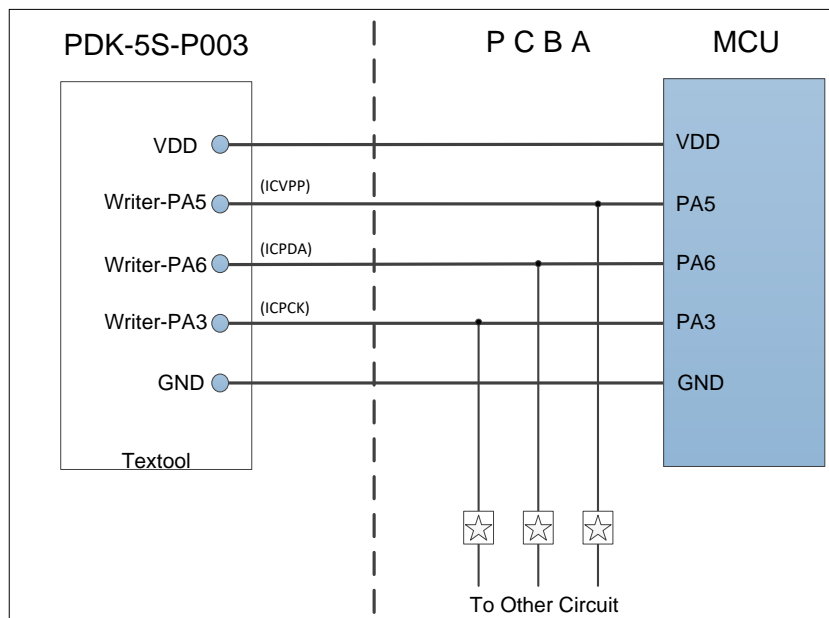 PDK-5S-P003
P C B A
MCU
VDD
VDD
Writer-PA5
(ICVPP)
PA5
Writer-PA6
(ICPDA)
PA6
Writer-PA3
(ICPCK)
PA3
GND
GND
Textool
To Other Circuit